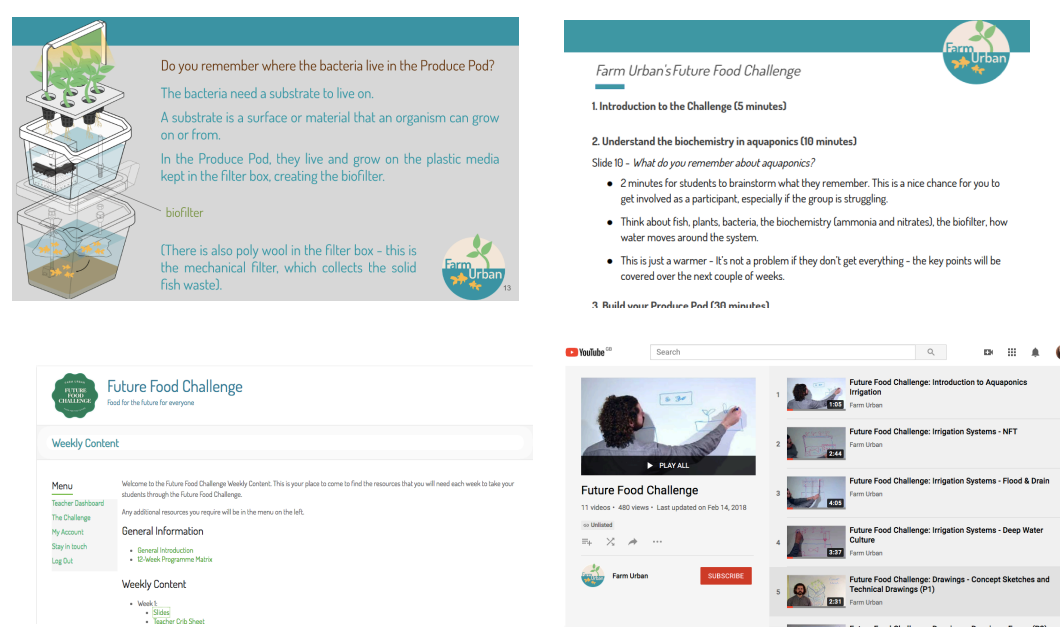 Do you remember where the bacteria live in the Produce Pod?
The bacteria need a substrate to live on.
A substrate is a surface or material that an organism can grow
on or from.
In the Produce Pod, they live and grow on the plastic media
kept in the filter box, creating the biofilter.
biofilter
(There is also poly wool in the filter box - this is
the mechanical filter, which collects the solid
fish waste).
Farm
Urban
13
Farm
Urban
Farm Urban's Future Food Challenge
1. Introduction to the Challenge (5 minutes)
2. Understand the biochemistry in aquaponics (10 minutes)
Slide 10 - What do you remember about aquaponics?
● 2 minutes for students to brainstorm what they remember. This is a nice chance for you to
get involved as a participant, especially if the group is struggling.
● Think about fish, plants, bacteria, the biochemistry (ammonia and nitrates), the biofilter, how
water moves around the system.
● This is just a warmer - It's not a problem if they don't get everything - the key points will be
covered over the next couple of weeks.
3. Build your Produce Pod (30 minutes)
FUTURE
FOOD
CHALLENGE
Future Food Challenge
Food for the future for everyone
Weekly Content
Menu
Teacher Dashboard
The Challenge
My Account
Stay in touch
Log Out
Welcome to the Future Food Challenge Weekly Content. This is your place to come to find the resources that you will need each week to take your
students through the Future Food Challenge.
Any additional resources you require will be in the menu on the left.
General Information
• General Introduction
• 12-Week Programme Matrix
Weekly Content
• Week 1:
• Slides
• Teacher Crib Sheet
YouTube GB
Search
PLAY ALL
Future Food Challenge
11 videos • 480 views • Last updated on Feb 14, 2018
Unlisted
Farm Urban
SUBSCRIBE
1
1:05
Future Food Challenge: Introduction to Aquaponics
Irrigation
Farm Urban
2
2:44
Future Food Challenge: Irrigation Systems - NFT
Farm Urban
3
4:05
Future Food Challenge: Irrigation Systems - Flood & Drain
Farm Urban
4
3:37
Future Food Challenge: Irrigation Systems - Deep Water
Culture
Farm Urban
5
2:31
Future Food Challenge: Drawings - Concept Sketches and
Technical Drawings (P1)
Farm Urban